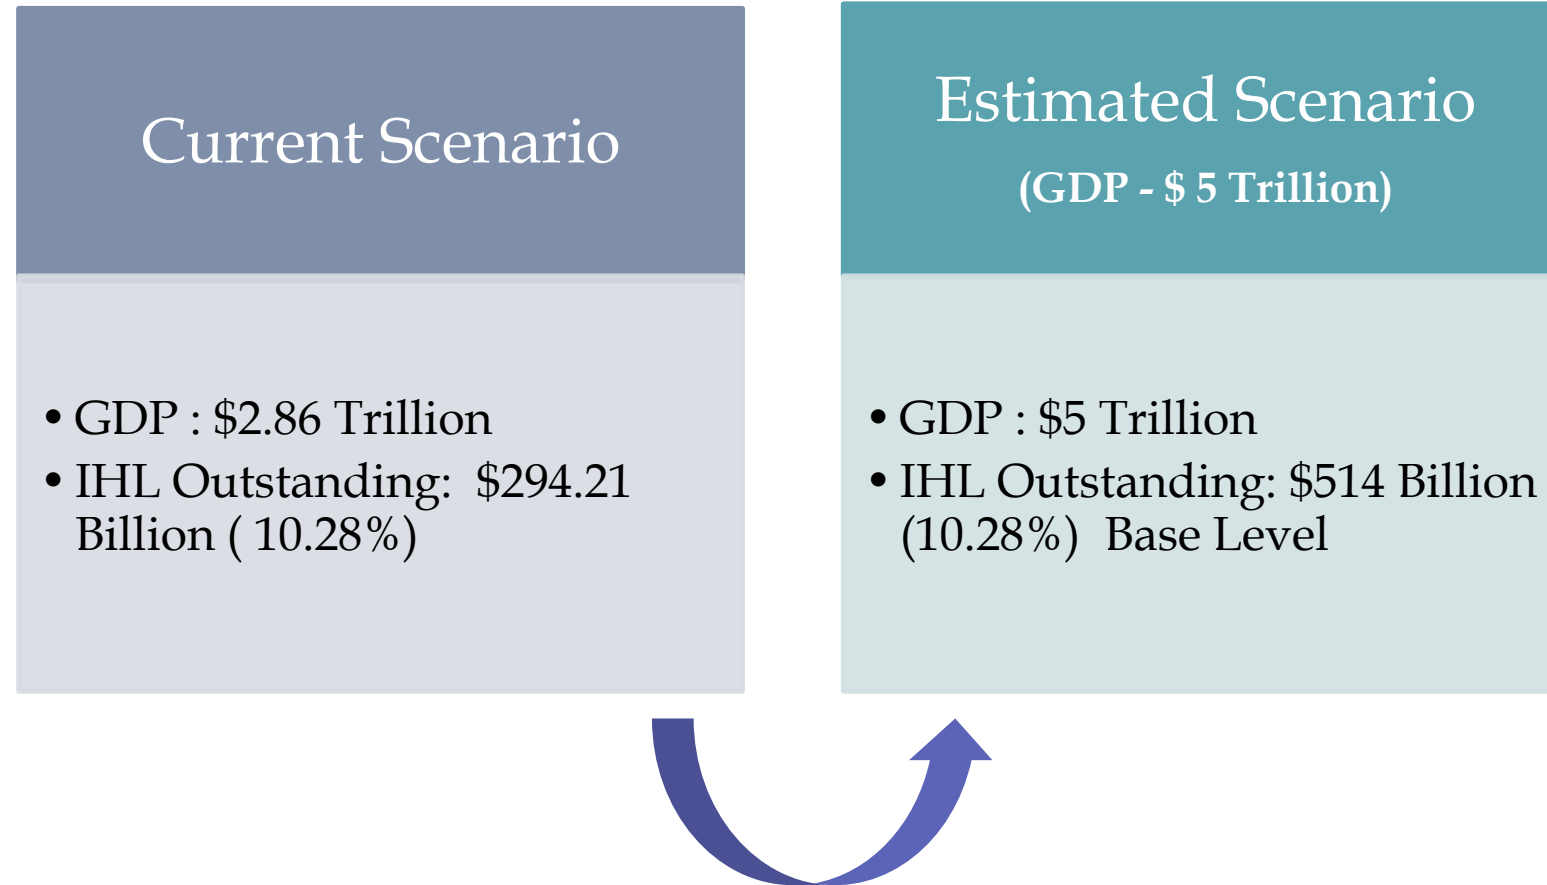 Current Scenario
• GDP : $2.86 Trillion
• IHL Outstanding:  $294.21
Billion ( 10.28%)
Estimated Scenario
(GDP - $ 5 Trillion)
• GDP : $5 Trillion
• IHL Outstanding: $514 Billion
(10.28%)  Base Level